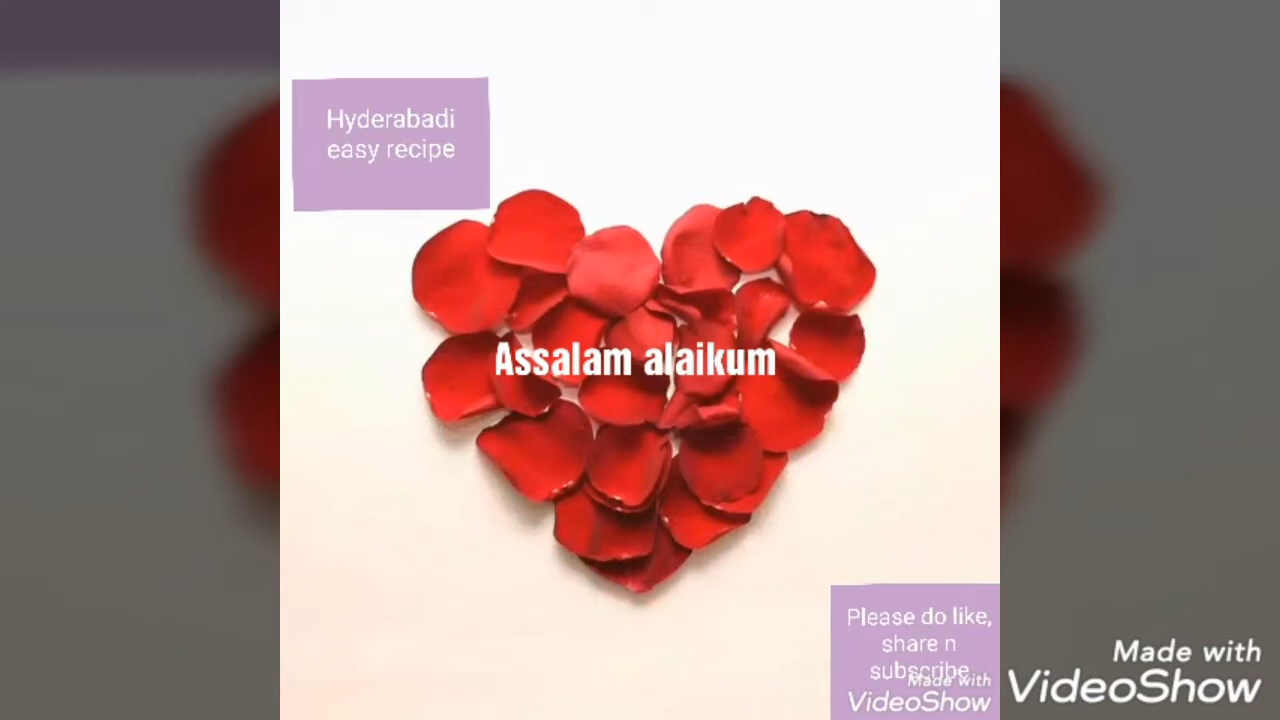 Hyderabadi
easy recipe
Assalam alaikum
Please do like,
share n
subscribe
Made with
VideoShow
Made with
VideoShow